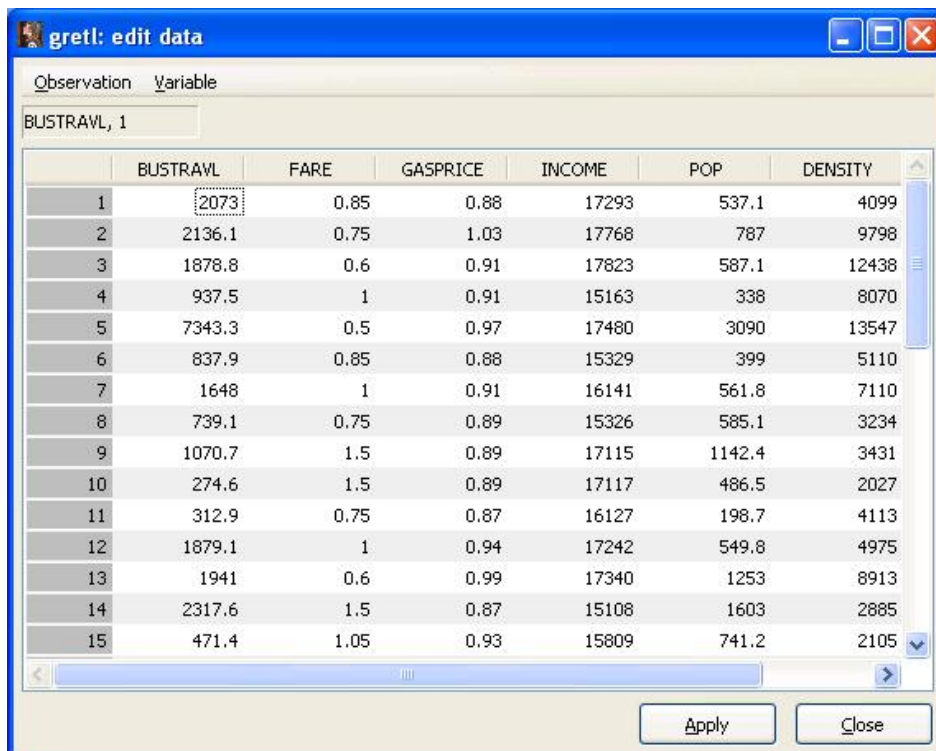 gretl: edit data
Observation Variable
BUSTRAVL, 1
BUSTRAVL FARE GASPRICE INCOME POP DENSITY
1 2073 0.85 0.88 17293 537.1 4099
2 2136.1 0.75 1.03 17768 787 9798
3 1878.8 0.6 0.91 17823 587.1 12438
4 937.5 1 0.91 15163 338 8070
5 7343.3 0.5 0.97 17480 3090 13547
6 837.9 0.85 0.88 15329 399 5110
7 1648 1 0.91 16141 561.8 7110
8 739.1 0.75 0.89 15326 585.1 3234
9 1070.7 1.5 0.89 17115 1142.4 3431
10 274.6 1.5 0.89 17117 486.5 2027
11 312.9 0.75 0.87 16127 198.7 4113
12 1879.1 1 0.94 17242 549.8 4975
13 1941 0.6 0.99 17340 1253 8913
14 2317.6 1.5 0.87 15108 1603 2885
15 471.4 1.05 0.93 15809 741.2 2105
Apply Close